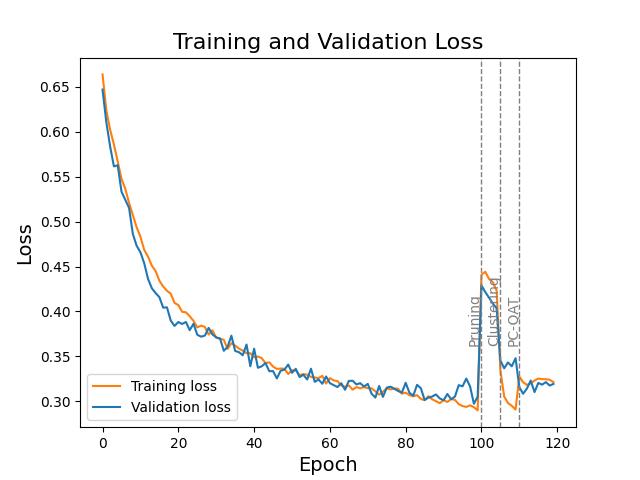 Training and Validation Loss
Loss
0.65
0.60
0.55
0.50
0.45
0.40
0.35
0.30
Pruning
Clustering
PC-QAT
Training loss
Validation loss
0
20
40
60
80
100
120
Epoch